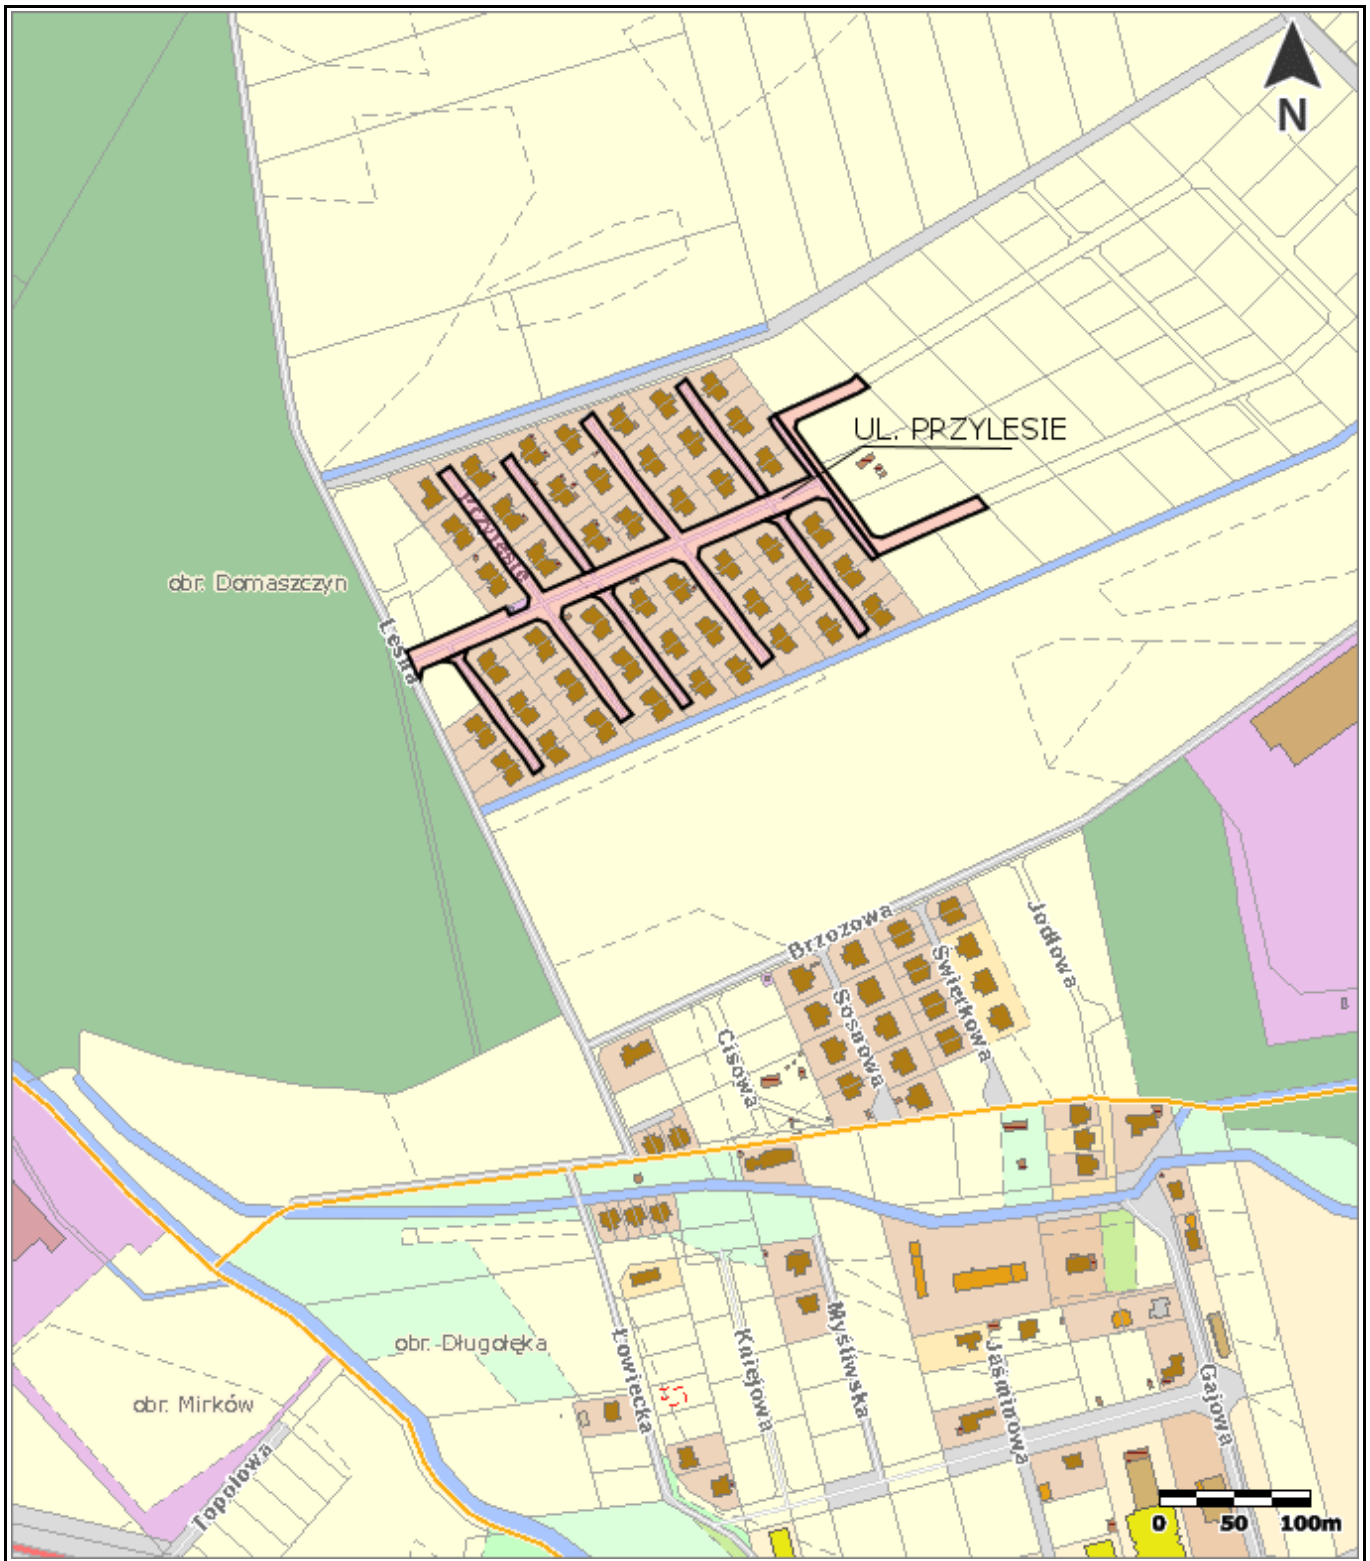 N
UL. PRZYLESIE
Przylesie
obr. Domaszczyn
Leśna
Brzozowa
Jodłowa
Świerkowa
Sosnowa
Cisowa
obr. Długołęka
obr. Mirków
Łowiecka
Kniejowa
Myśliwska
Jaśminowa
Gajowa
Topolowa
0 50 100m